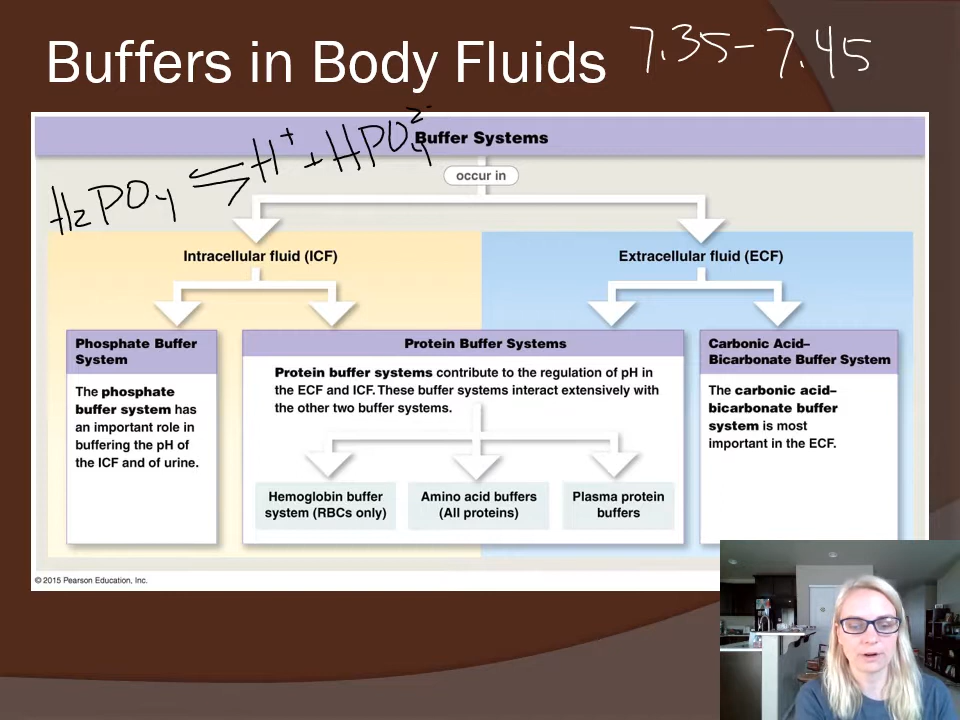 Buffers in Body Fluids 7.35-7.45
H2PO4 ⇌ H+ + HPO4 2-
Buffer Systems
occur in
Intracellular fluid (ICF)
Extracellular fluid (ECF)
Phosphate Buffer
System
The phosphate
buffer system has
an important role in
buffering the pH of
the ICF and of urine.
Protein Buffer Systems
Protein buffer systems contribute to the regulation of pH in
the ECF and ICF. These buffer systems interact extensively with
the other two buffer systems.
Hemoglobin buffer
system (RBCs only)
Amino acid buffers
(All proteins)
Plasma protein
buffers
Carbonic Acid–
Bicarbonate Buffer System
The carbonic acid–
bicarbonate buffer
system is most
important in the ECF.
© 2015 Pearson Education, Inc.